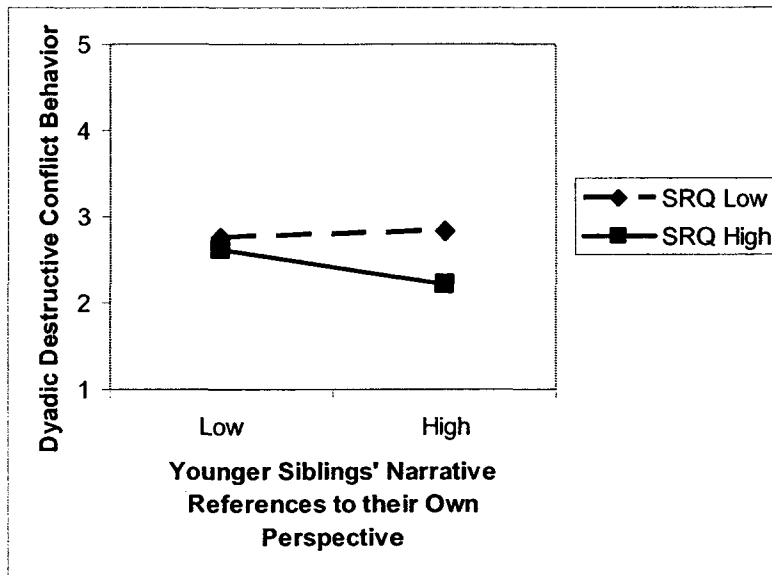 Dyadic Destructive Conflict Behavior
5
4
3
2
1
Low High
Younger Siblings' Narrative
References to their Own
Perspective
SRQ Low
SRQ High